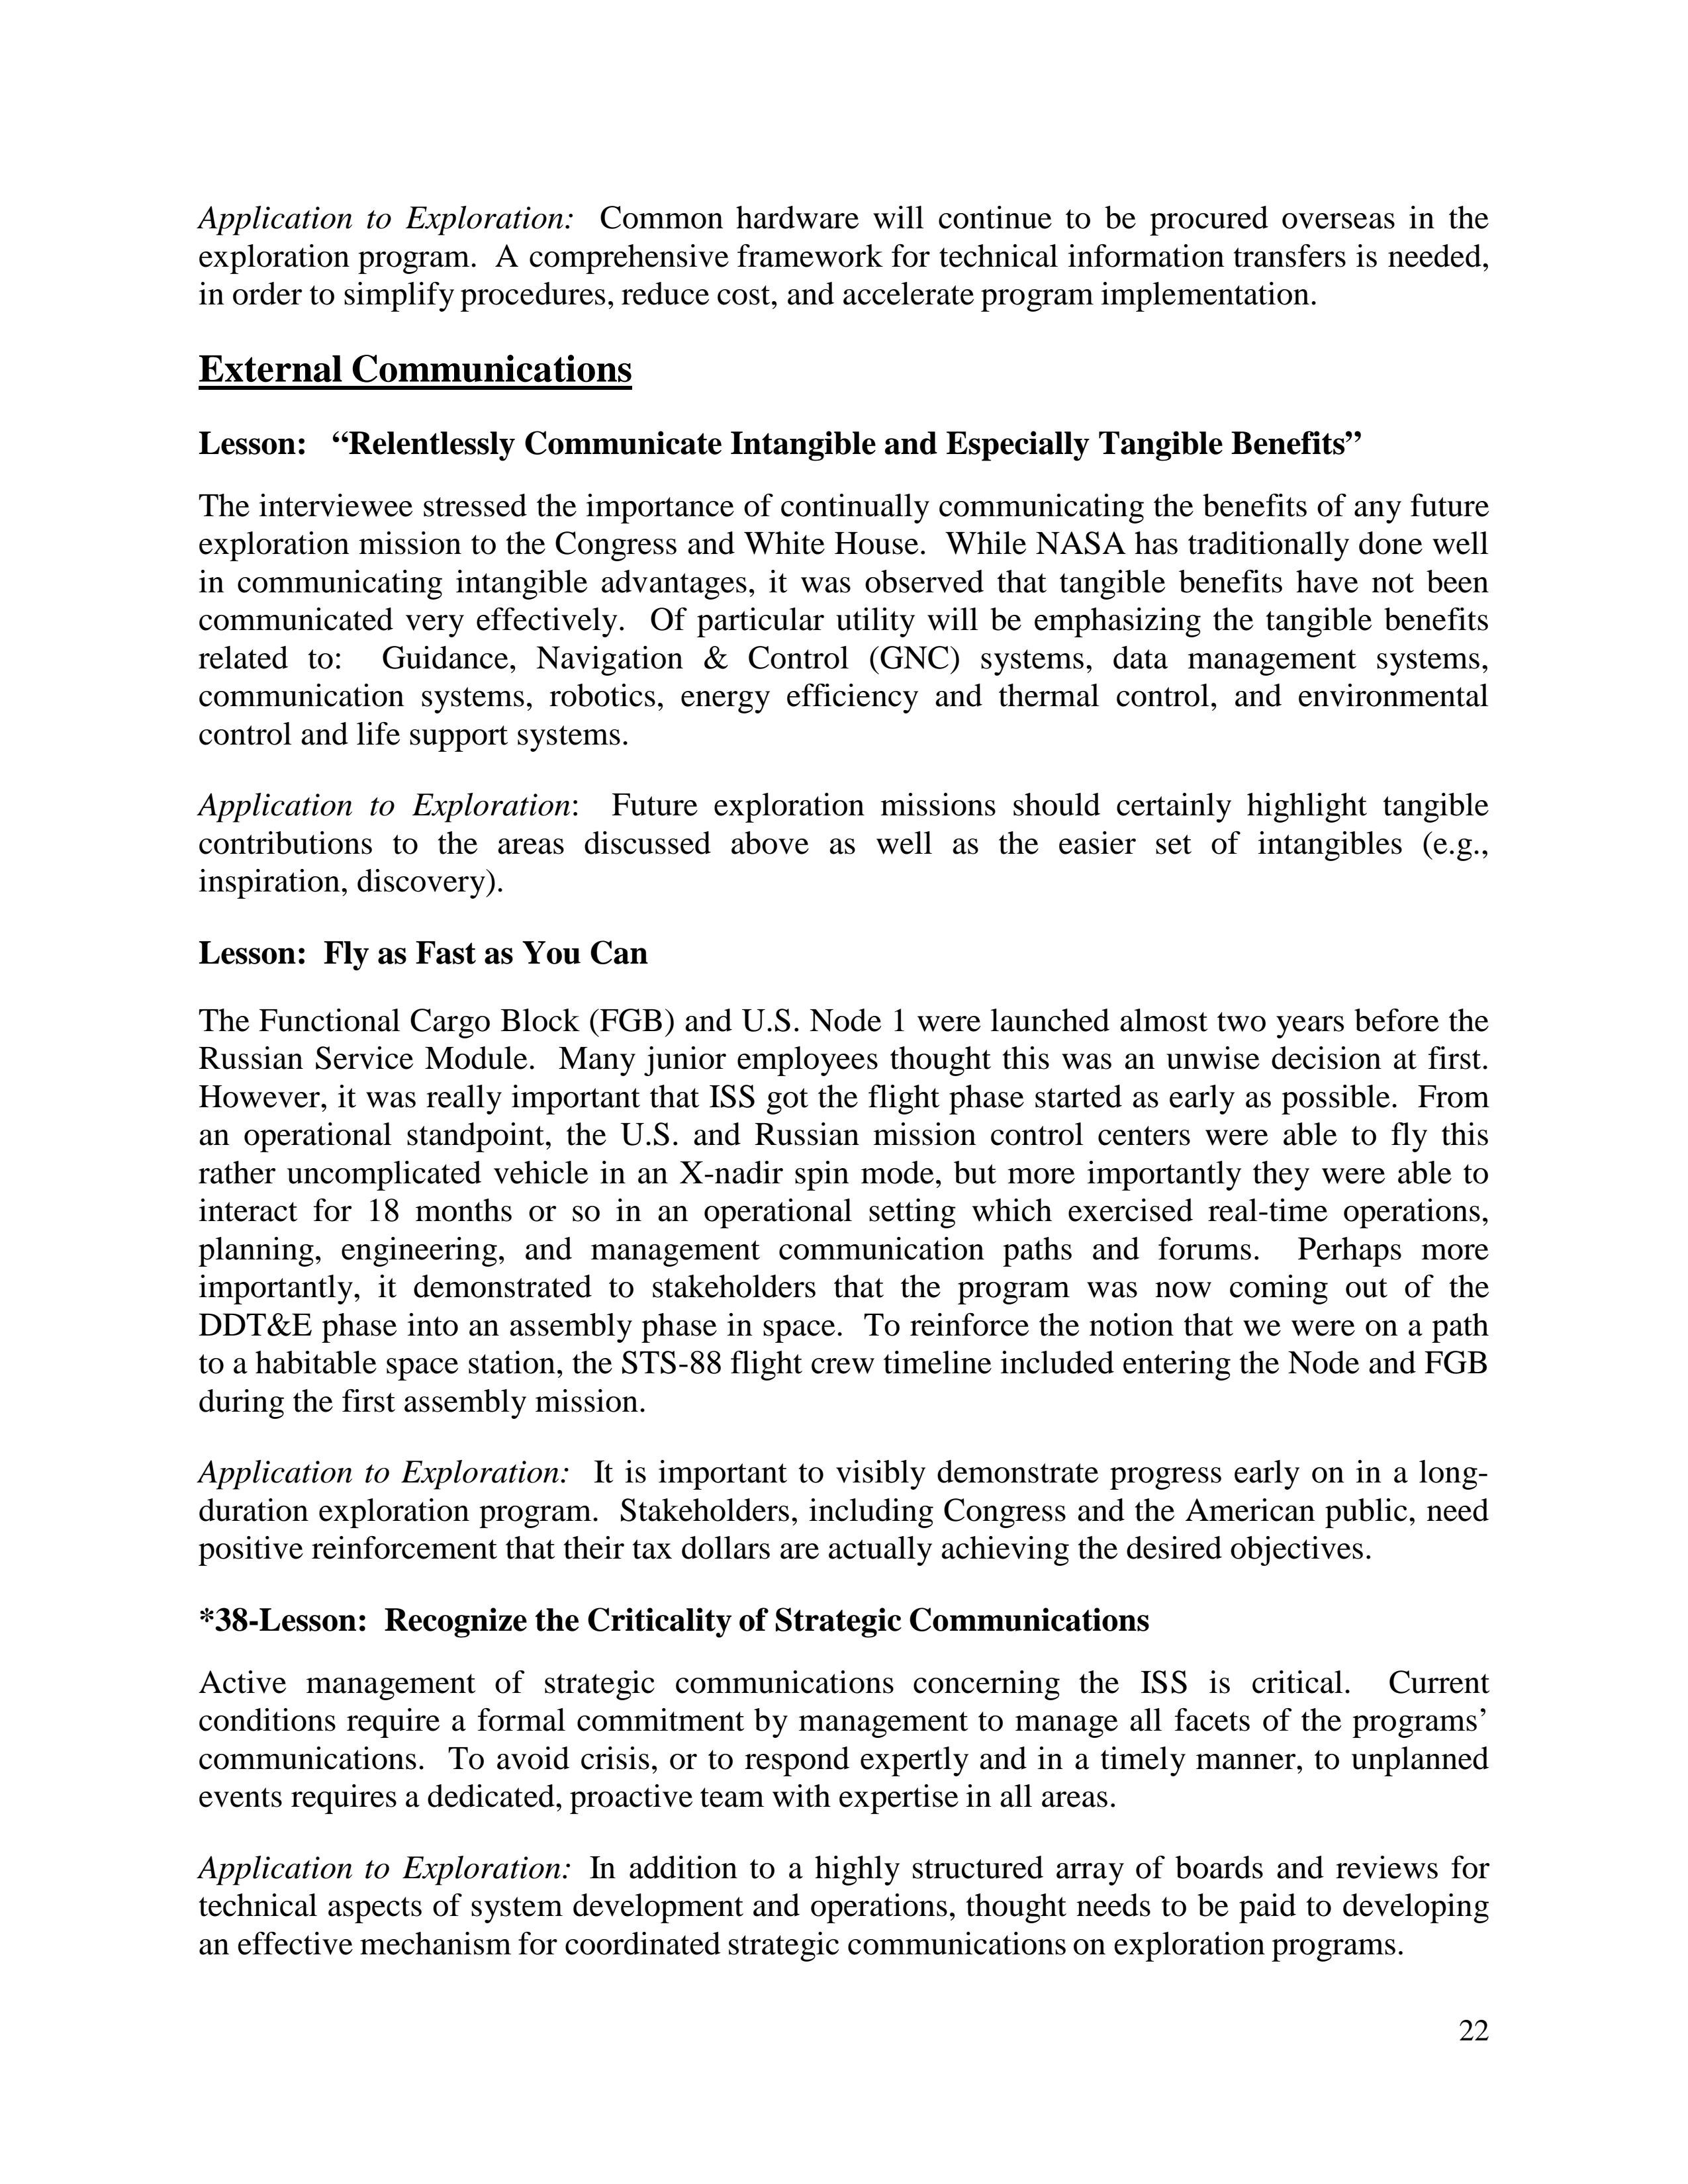 Application to Exploration: Common hardware will continue to be procured overseas in the
exploration program. A comprehensive framework for technical information transfers is needed,
in order to simplify procedures, reduce cost, and accelerate program implementation.
External Communications
Lesson: “Relentlessly Communicate Intangible and Especially Tangible Benefits”
The interviewee stressed the importance of continually communicating the benefits of any future
exploration mission to the Congress and White House. While NASA has traditionally done well
in communicating intangible advantages, it was observed that tangible benefits have not been
communicated very effectively. Of particular utility will be emphasizing the tangible benefits
related to: Guidance, Navigation & Control (GNC) systems, data management systems,
communication systems, robotics, energy efficiency and thermal control, and environmental
control and life support systems.
Application to Exploration: Future exploration missions should certainly highlight tangible
contributions to the areas discussed above as well as the easier set of intangibles (e.g.,
inspiration, discovery).
Lesson: Fly as Fast as You Can
The Functional Cargo Block (FGB) and U.S. Node 1 were launched almost two years before the
Russian Service Module. Many junior employees thought this was an unwise decision at first.
However, it was really important that ISS got the flight phase started as early as possible. From
an operational standpoint, the U.S. and Russian mission control centers were able to fly this
rather uncomplicated vehicle in an X-nadir spin mode, but more importantly they were able to
interact for 18 months or so in an operational setting which exercised real-time operations,
planning, engineering, and management communication paths and forums. Perhaps more
importantly, it demonstrated to stakeholders that the program was now coming out of the
DDT&E phase into an assembly phase in space. To reinforce the notion that we were on a path
to a habitable space station, the STS-88 flight crew timeline included entering the Node and FGB
during the first assembly mission.
Application to Exploration: It is important to visibly demonstrate progress early on in a long-
duration exploration program. Stakeholders, including Congress and the American public, need
positive reinforcement that their tax dollars are actually achieving the desired objectives.
*38-Lesson: Recognize the Criticality of Strategic Communications
Active management of strategic communications concerning the ISS is critical. Current
conditions require a formal commitment by management to manage all facets of the programs’
communications. To avoid crisis, or to respond expertly and in a timely manner, to unplanned
events requires a dedicated, proactive team with expertise in all areas.
Application to Exploration: In addition to a highly structured array of boards and reviews for
technical aspects of system development and operations, thought needs to be paid to developing
an effective mechanism for coordinated strategic communications on exploration programs.
22